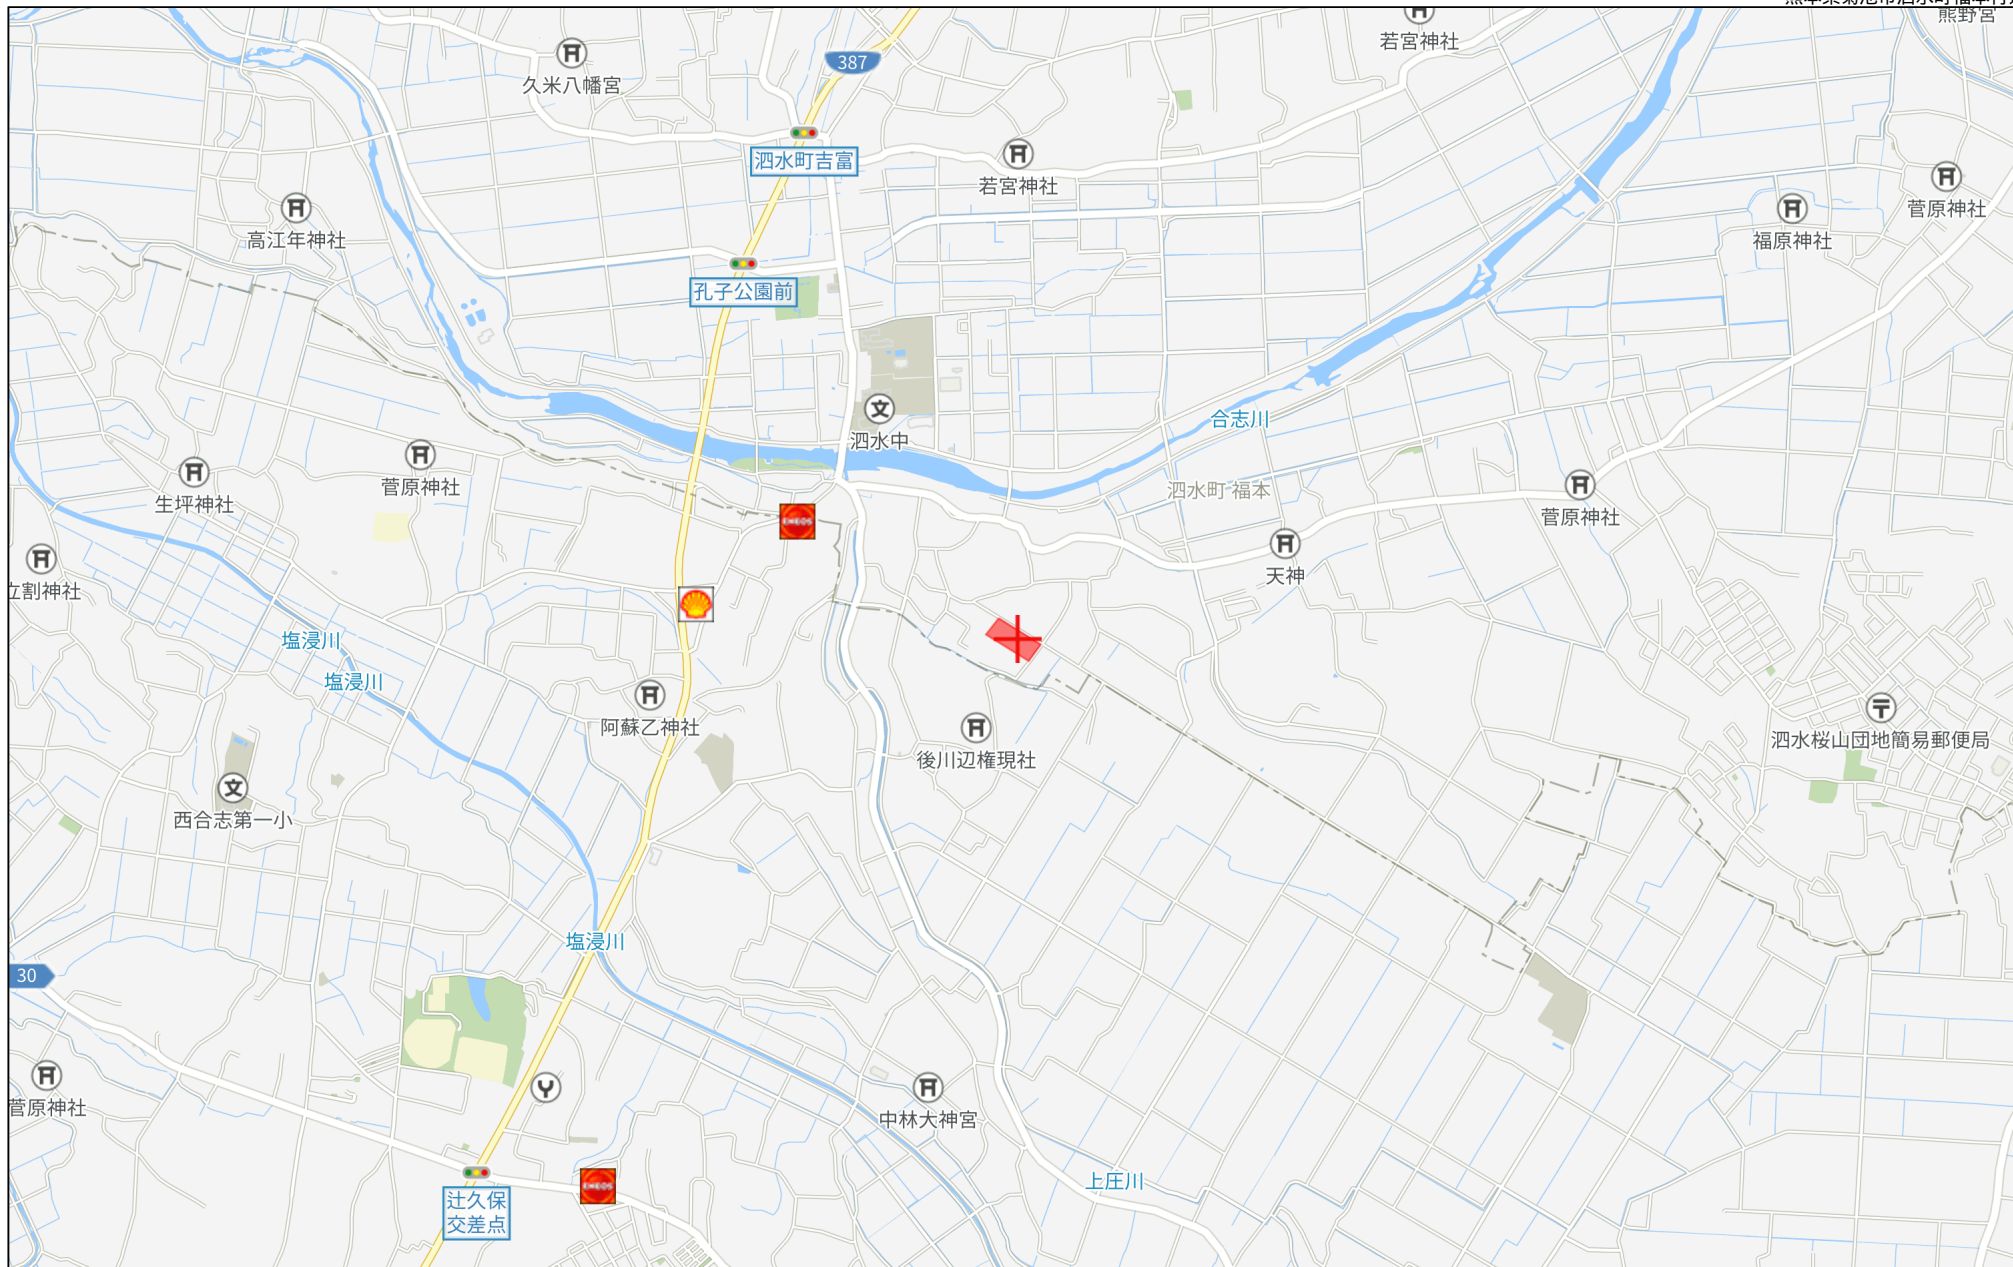 熊野宮
若宮神社
387
久米八幡宮
泗水町吉富
若宮神社
菅原神社
高江年神社
福原神社
孔子公園前
合志川
泗水中
菅原神社
生坪神社
泗水町 福本
菅原神社
ENEOS
天神
立割神社
塩浸川
塩浸川
阿蘇乙神社
後川辺権現社
泗水桜山団地簡易郵便局
西合志第一小
塩浸川
30
菅原神社
中林大神宮
上庄川
ENEOS
辻久保
交差点